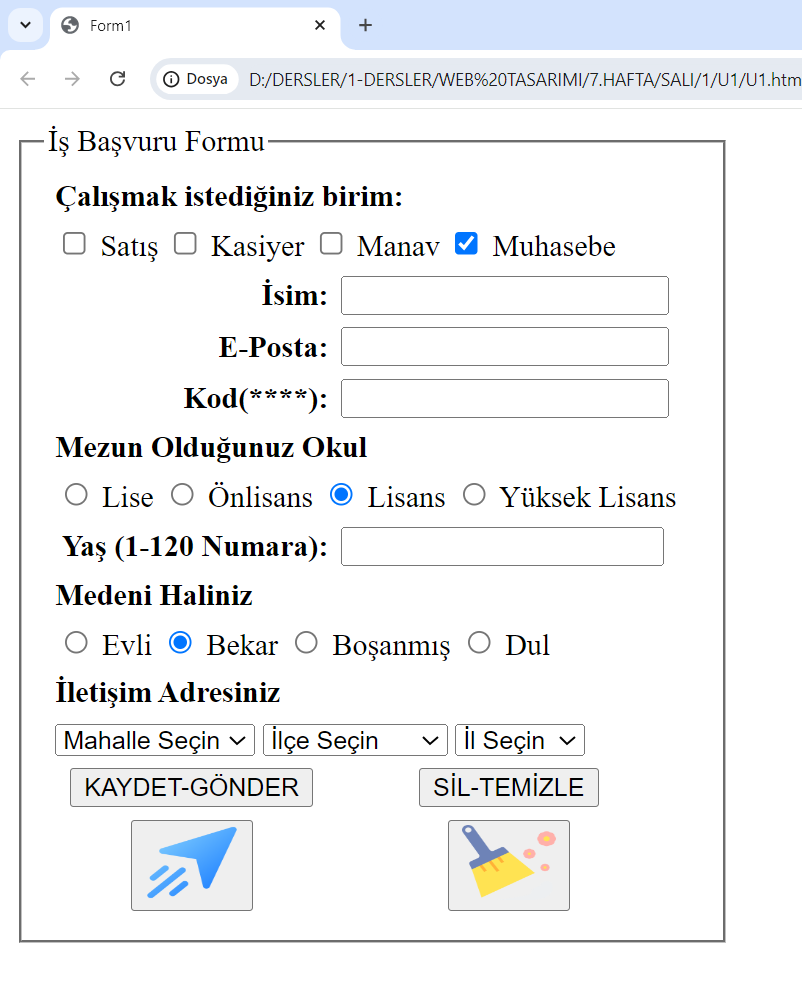 Form1
Dosya D:/DERSLER/1-DERSLER/WEB%20TASARIMI/7.HAFTA/SALI/1/U1/U1.htm
İş Başvuru Formu
Çalışmak istediğiniz birim:
Satış Kasiyer Manav Muhasebe
İsim:
E-Posta:
Kod(****):
Mezun Olduğunuz Okul
Lise Önlisans Lisans Yüksek Lisans
Yaş (1-120 Numara):
Medeni Haliniz
Evli Bekar Boşanmış Dul
İletişim Adresiniz
Mahalle Seçin İlçe Seçin İl Seçin
KAYDET-GÖNDER SİL-TEMİZLE